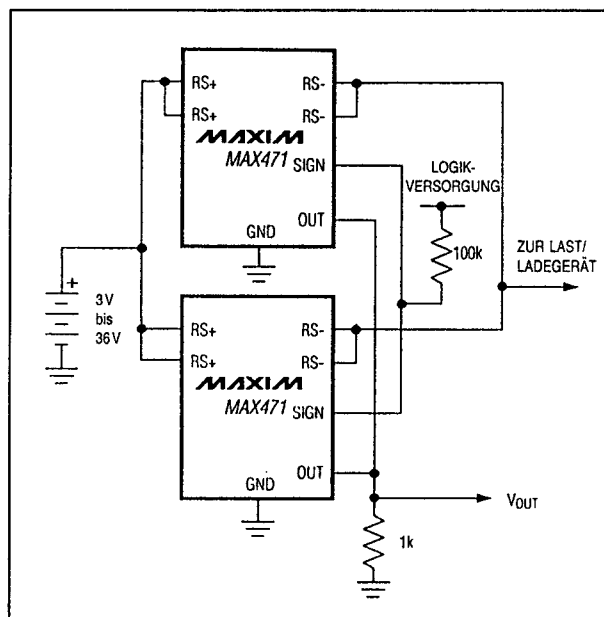 RS+
RS-
RS+
RS-
MAXIM
MAX471
SIGN
LOGIK-
VERSORGUNG
OUT
GND
100k
ZUR LAST/
LADEGERÄT
+
3V
bis
36V
RS+
RS-
RS+
RS-
MAXIM
MAX471
SIGN
OUT
GND
VOUT
1k